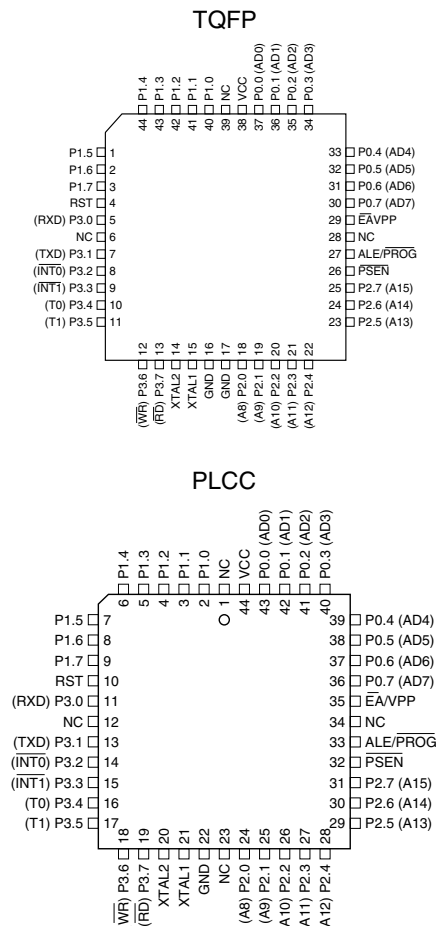 TQFP
P1.4
P1.3
P1.2
P1.1
P1.0
NC
VCC
P0.0 (AD0)
P0.1 (AD1)
P0.2 (AD2)
P0.3 (AD3)
44 43 42 41 40 39 38 37 36 35 34
P1.5 1
P1.6 2
P1.7 3
RST 4
(RXD) P3.0 5
NC 6
(TXD) P3.1 7
(INT0) P3.2 8
(INT1) P3.3 9
(T0) P3.4 10
(T1) P3.5 11
33 P0.4 (AD4)
32 P0.5 (AD5)
31 P0.6 (AD6)
30 P0.7 (AD7)
29 EAVPP
28 NC
27 ALE/PROG
26 PSEN
25 P2.7 (A15)
24 P2.6 (A14)
23 P2.5 (A13)
12 13 14 15 16 17 18 19 20 21 22
(WR) P3.6
(RD) P3.7
XTAL2
XTAL1
GND
GND
(A8) P2.0
(A9) P2.1
(A10) P2.2
(A11) P2.3
(A12) P2.4
PLCC
P1.4
P1.3
P1.2
P1.1
P1.0
NC
VCC
P0.0 (AD0)
P0.1 (AD1)
P0.2 (AD2)
P0.3 (AD3)
6 5 4 3 2 1 44 43 42 41 40
P1.5 7
P1.6 8
P1.7 9
RST 10
(RXD) P3.0 11
NC 12
(TXD) P3.1 13
(INT0) P3.2 14
(INT1) P3.3 15
(T0) P3.4 16
(T1) P3.5 17
39 P0.4 (AD4)
38 P0.5 (AD5)
37 P0.6 (AD6)
36 P0.7 (AD7)
35 EA/VPP
34 NC
33 ALE/PROG
32 PSEN
31 P2.7 (A15)
30 P2.6 (A14)
29 P2.5 (A13)
18 19 20 21 22 23 24 25 26 27 28
WR) P3.6
(RD) P3.7
XTAL2
XTAL1
GND
NC
(A8) P2.0
(A9) P2.1
A10) P2.2
A11) P2.3
A12) P2.4